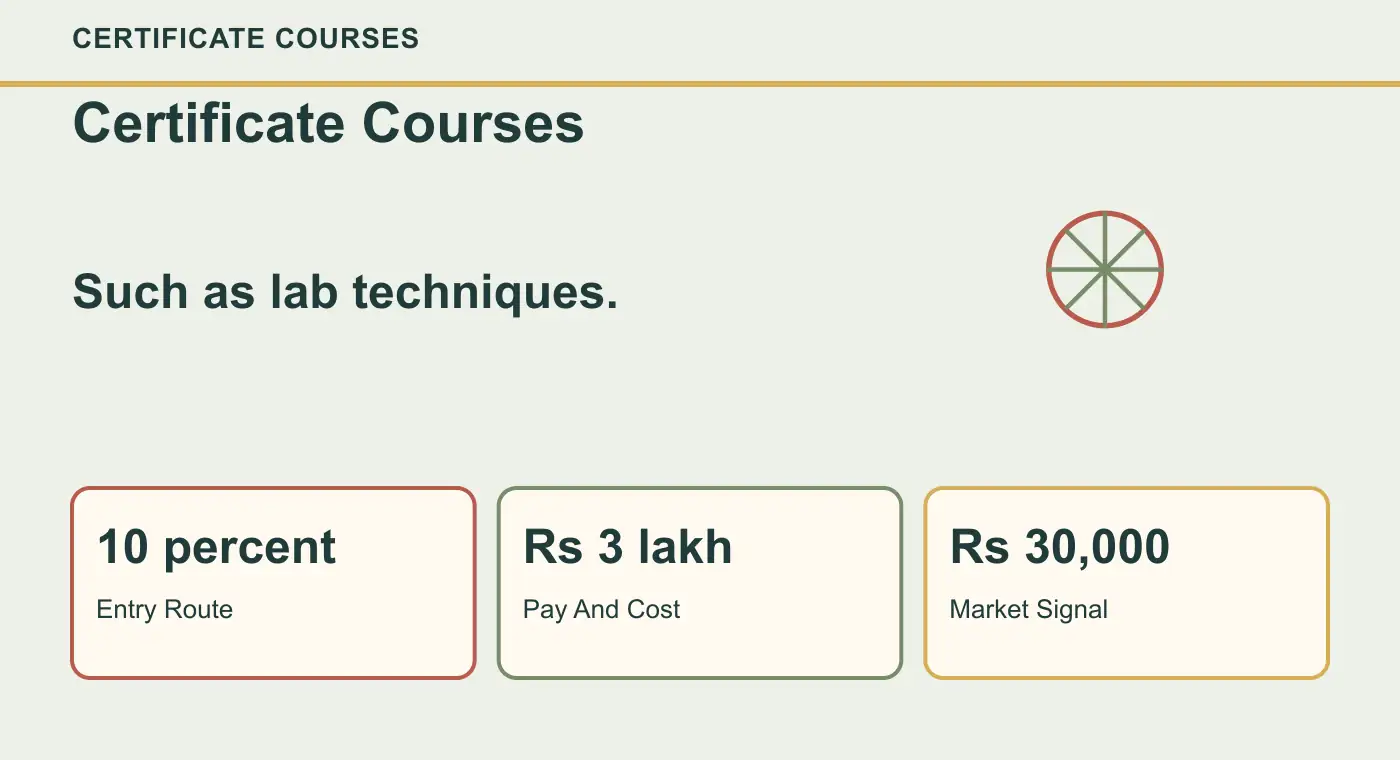 CERTIFICATE COURSES
Certificate Courses
Such as lab techniques.
10 percent
Entry Route
Rs 3 lakh
Pay And Cost
Rs 30,000
Market Signal